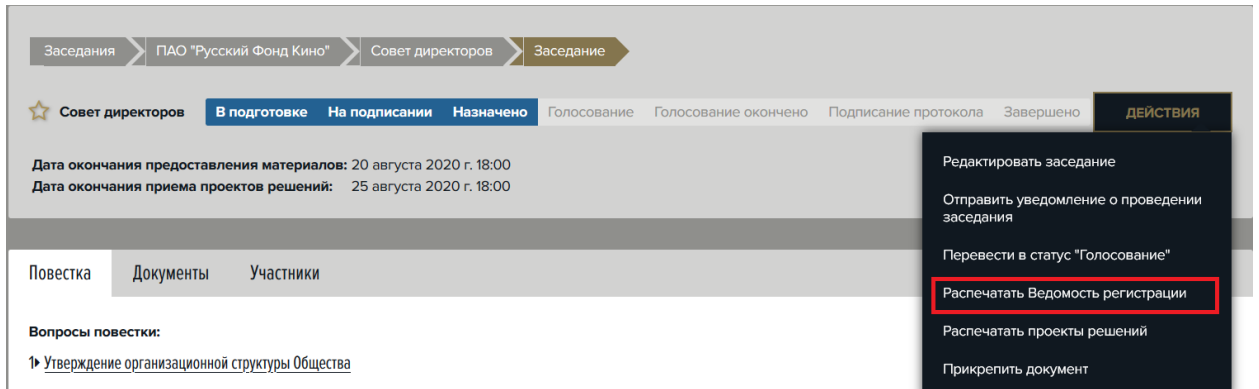 Заседания ПАО "Русский Фонд Кино" Совет директоров Заседание
Совет директоров В подготовке На подписании Назначено Голосование Голосование окончено Подписание протокола Завершено ДЕЙСТВИЯ
Дата окончания предоставления материалов: 20 августа 2020 г. 18:00
Дата окончания приема проектов решений: 25 августа 2020 г. 18:00
Редактировать заседание
Отправить уведомление о проведении
заседания
Перевести в статус "Голосование"
Распечатать Ведомость регистрации
Распечатать проекты решений
Прикрепить документ
Повестка Документы Участники
Вопросы повестки:
1 Утверждение организационной структуры Общества